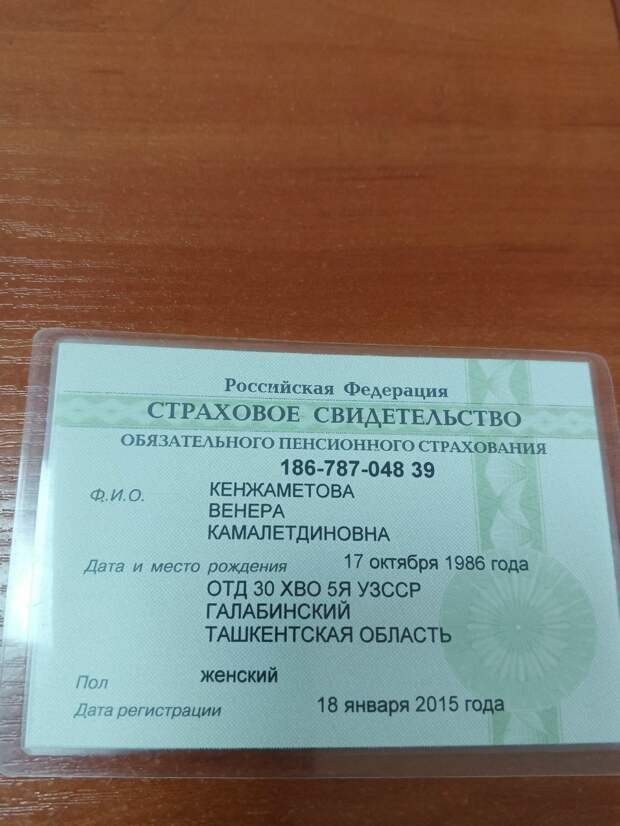 Российская Федерация
СТРАХОВОЕ СВИДЕТЕЛЬСТВО
ОБЯЗАТЕЛЬНОГО ПЕНСИОННОГО СТРАХОВАНИЯ
186-787-048 39
Ф.И.О. КЕНЖАМЕТОВА
ВЕНЕРА
КАМАЛЕТДИНОВНА
Дата и место рождения 17 октября 1986 года
ОТД 30 ХВО 5Я УЗССР
ГАЛАБИНСКИЙ
ТАШКЕНТСКАЯ ОБЛАСТЬ
Пол женский
Дата регистрации 18 января 2015 года